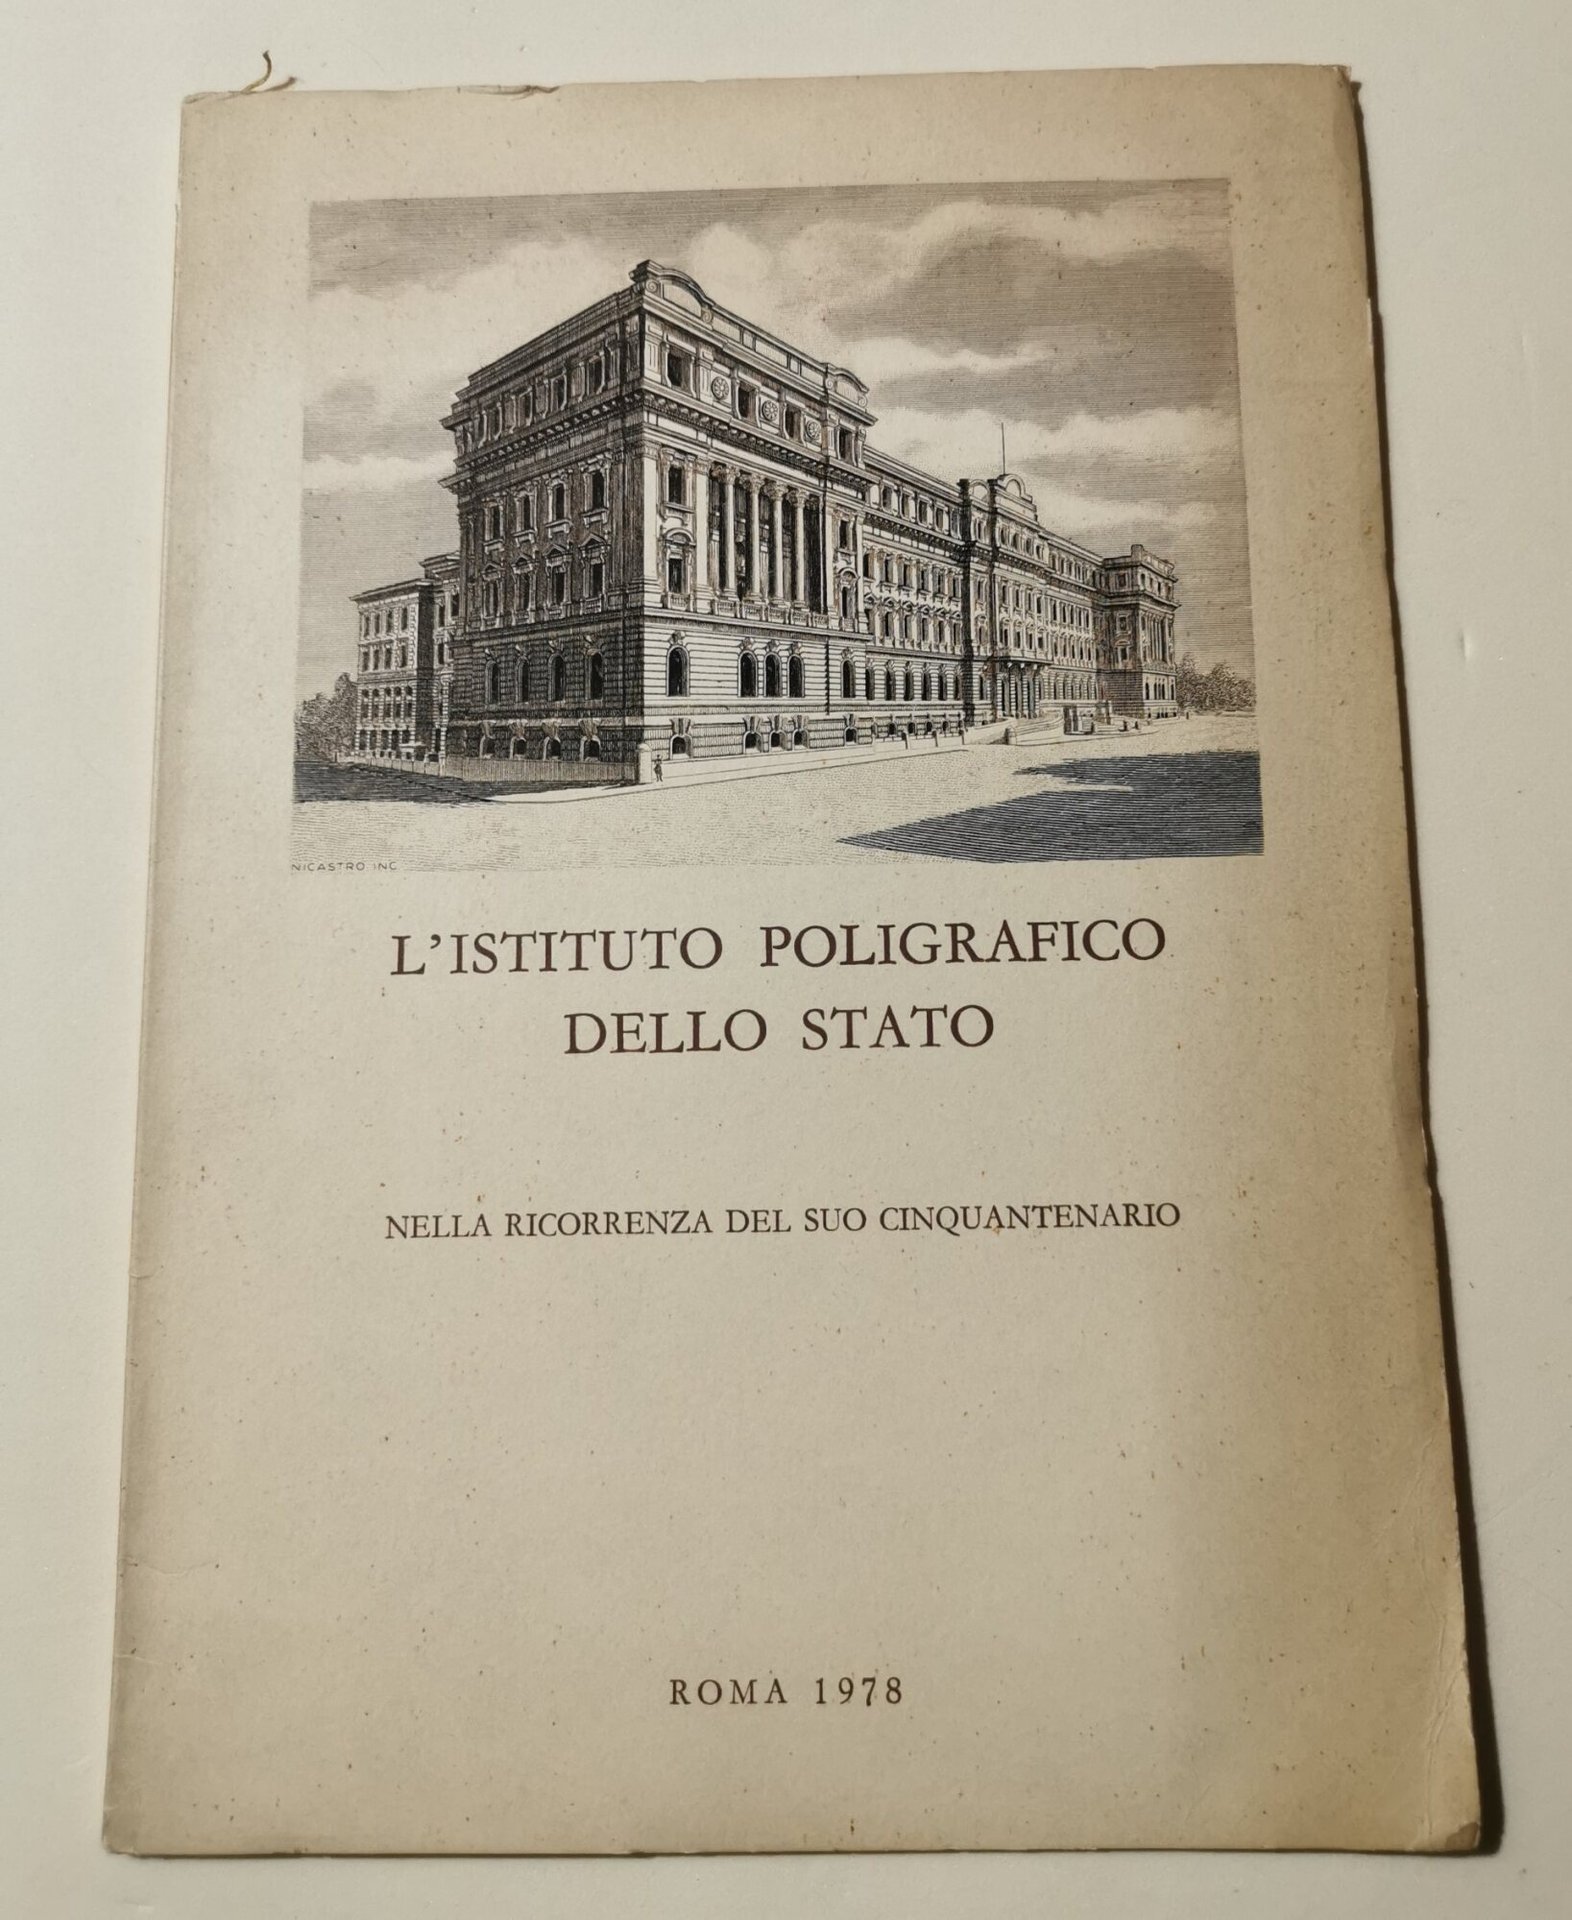 NICASTRO INC
L'ISTITUTO POLIGRAFICO
DELLO STATO
NELLA RICORRENZA DEL SUO CINQUANTENARIO
ROMA 1978